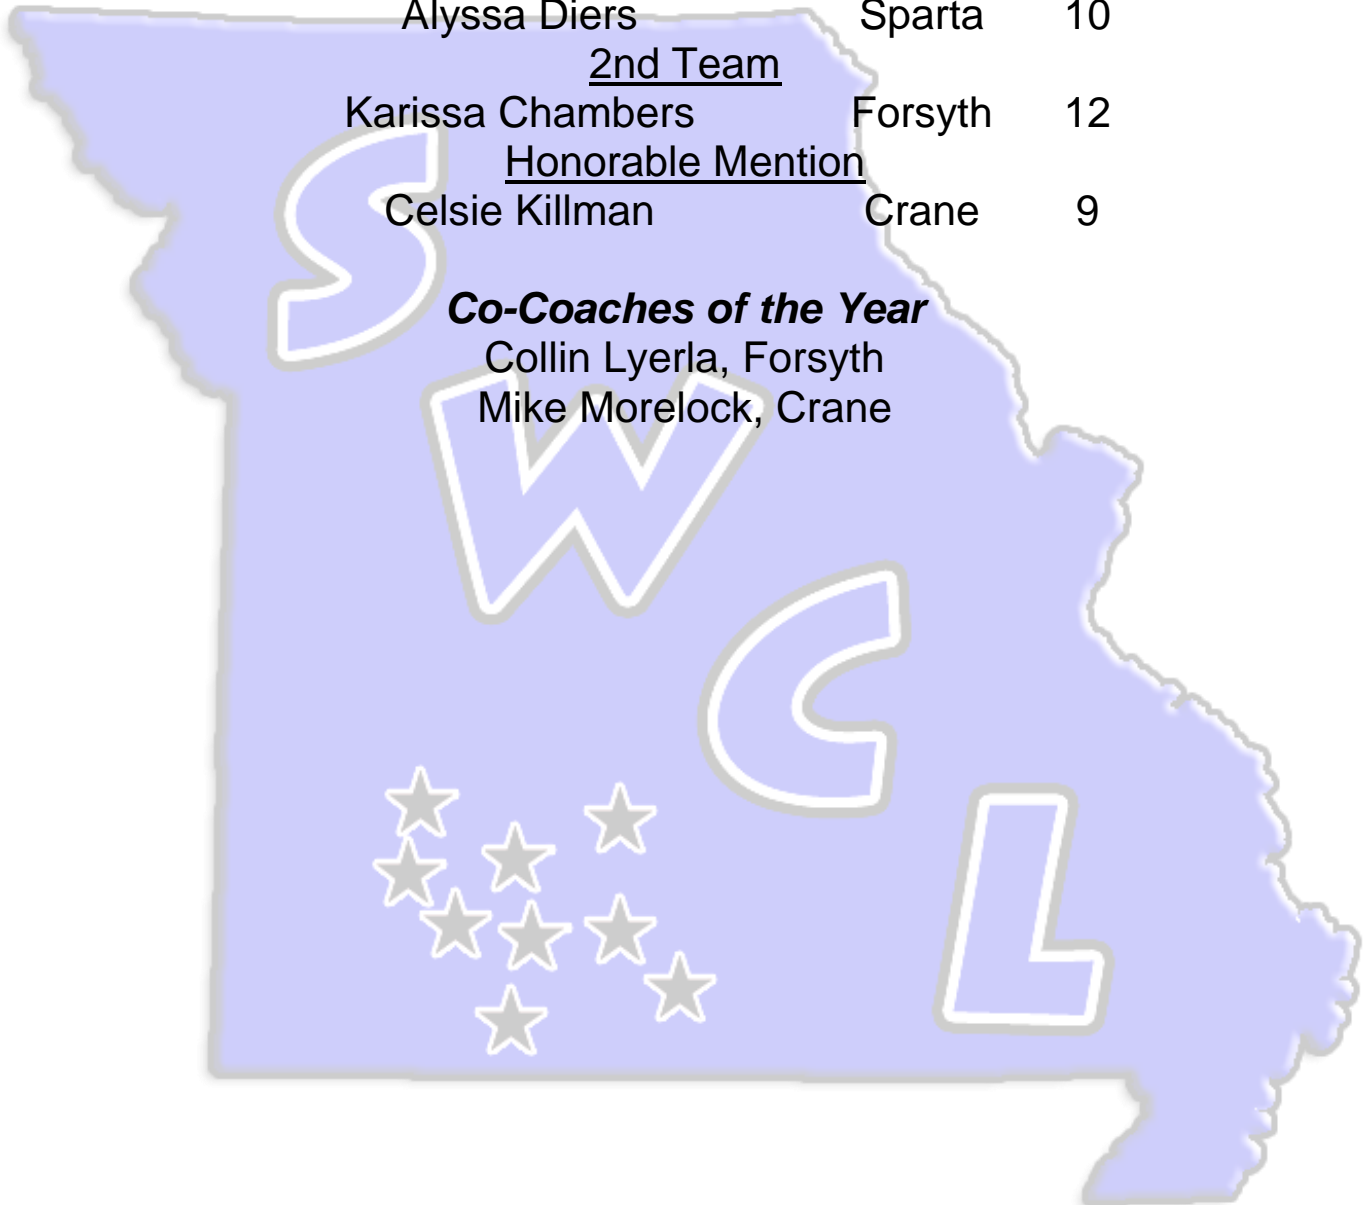 Alyssa Diers Sparta 10
2nd Team
Karissa Chambers Forsyth 12
Honorable Mention
Celsie Killman Crane 9
Co-Coaches of the Year
Collin Lyerla, Forsyth
Mike Morelock, Crane
S
W
C
L